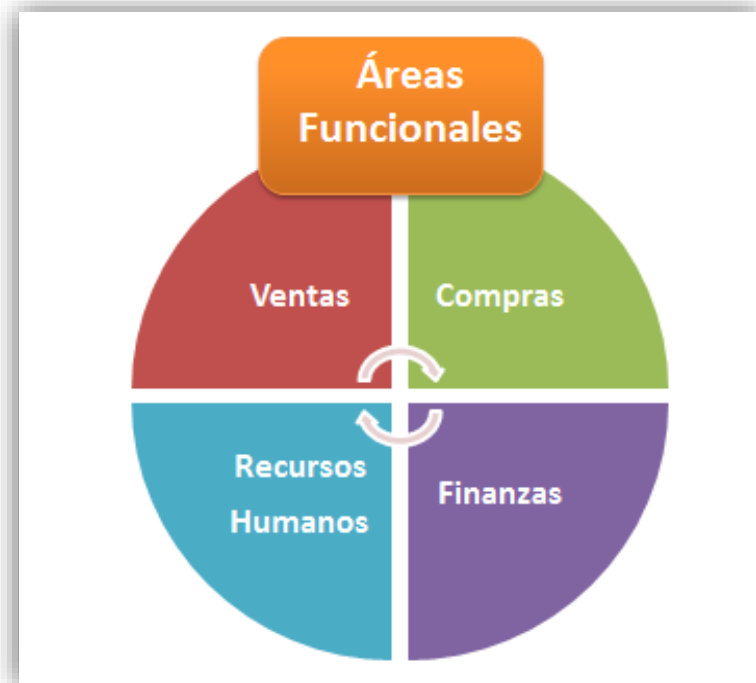 Áreas
Funcionales
Ventas
Compras
Recursos
Humanos
Finanzas